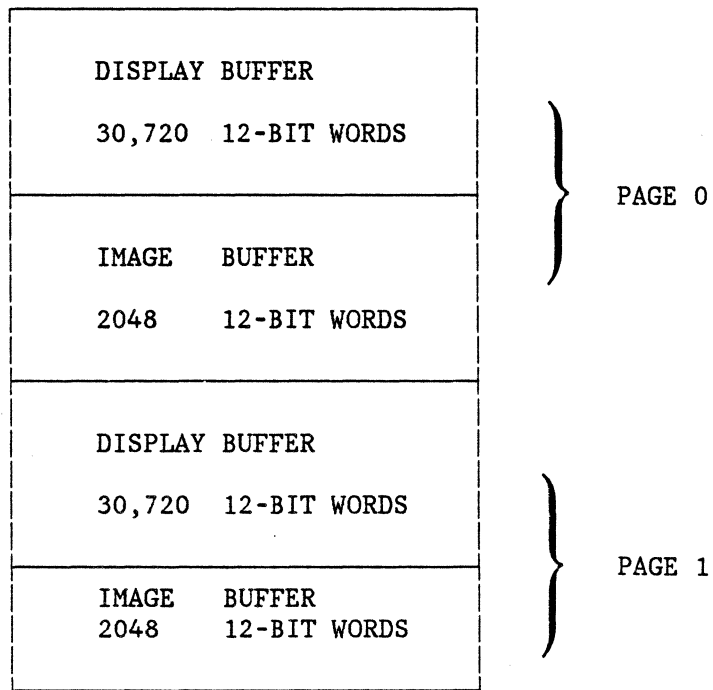 DISPLAY BUFFER
30,720 12-BIT WORDS
PAGE 0
IMAGE BUFFER
2048 12-BIT WORDS
DISPLAY BUFFER
30,720 12-BIT WORDS
PAGE 1
IMAGE BUFFER
2048 12-BIT WORDS